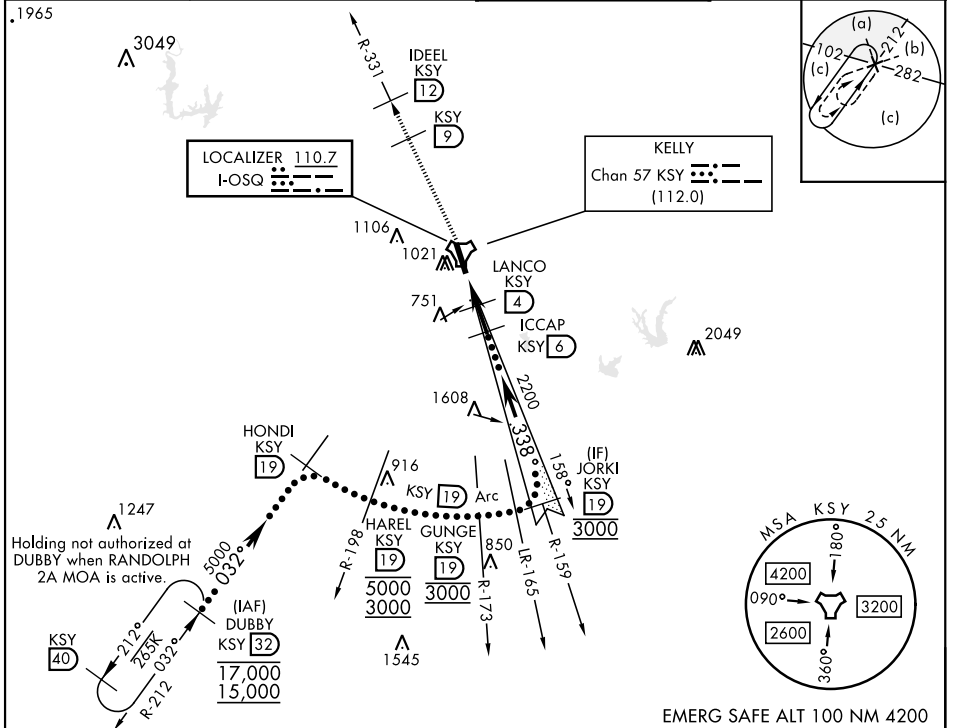 1965
3049
R-331
IDEEL
KSY
12
KSY
9
(a)
212
(b)
102
(c)
282
(c)
LOCALIZER 110.7
I-OSQ
KELLY
Chan 57 KSY
(112.0)
1106
1021
LANCO
KSY
4
751
ICCAP
KSY 6
2049
2200
1608
338°
158°
(IF)
JORKI
KSY
19
3000
HONDI
KSY
19
916
KSY 19 Arc
HAREL
KSY
19
5000
3000
GUNGE
KSY
19
3000
850
R-198
R-173
LR-165
R-159
1247
Holding not authorized at
DUBBY when RANDOLPH
2A MOA is active.
5000
032°
(IAF)
DUBBY
KSY 32
17,000
15,000
KSY
40
212°
265K
032°
R-212
1545
MSA KSY 25 NM
180°
4200
090°
3200
2600
360°
EMERG SAFE ALT 100 NM 4200